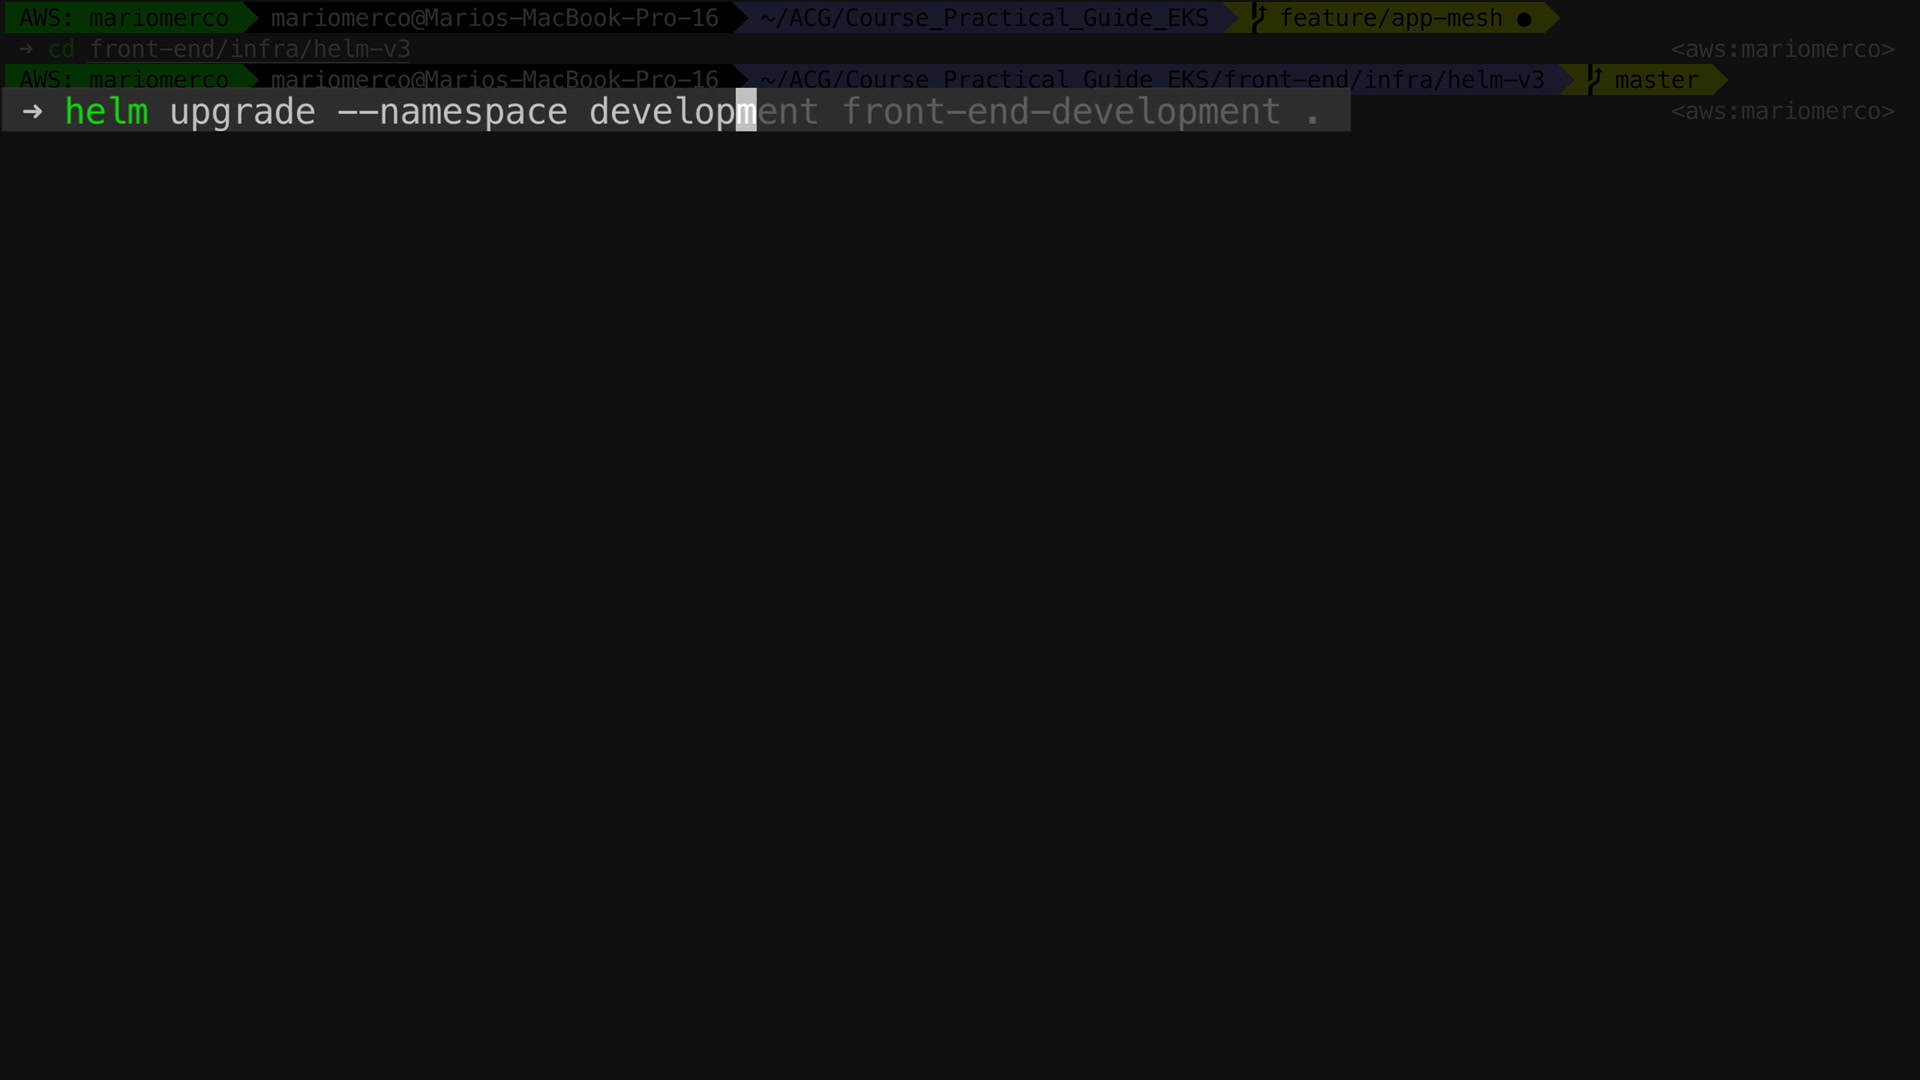 AWS: mariomerco mariomerco@Marios-MacBook-Pro-16 ~/ACG/Course_Practical_Guide_EKS feature/app-mesh ●
→ cd front-end/infra/helm-v3 <aws:mariomerco>
AWS: mariomerco mariomerco@Marios-MacBook-Pro-16 ~/ACG/Course_Practical_Guide_EKS/front-end/infra/helm-v3 master
→ helm upgrade --namespace development front-end-development . <aws:mariomerco>